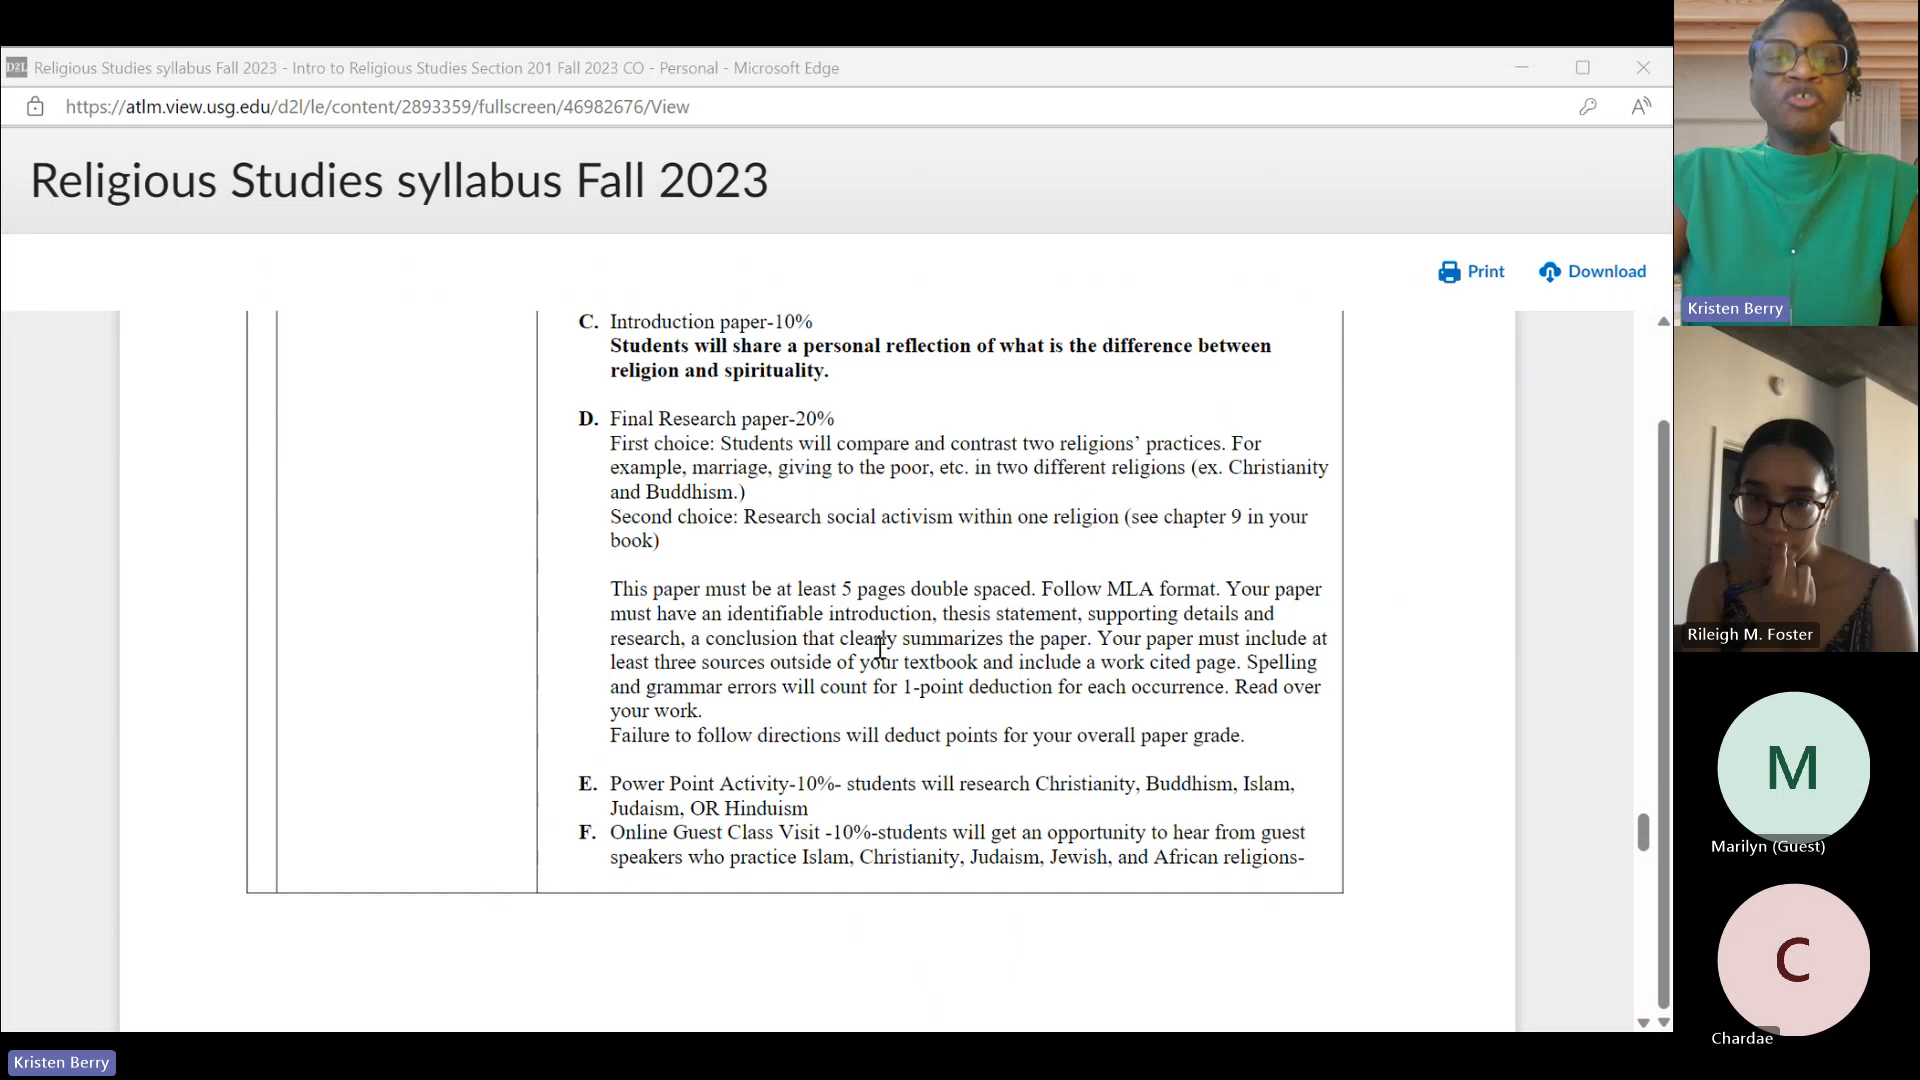 D2L Religious Studies syllabus Fall 2023 - Intro to Religious Studies Section 201 Fall 2023 CO - Personal - Microsoft Edge
https://atlm.view.usg.edu/d2l/le/content/2893359/fullscreen/46982676/View
Religious Studies syllabus Fall 2023
Print Download
C. Introduction paper-10%
Students will share a personal reflection of what is the difference between
religion and spirituality.
D. Final Research paper-20%
First choice: Students will compare and contrast two religions’ practices. For
example, marriage, giving to the poor, etc. in two different religions (ex. Christianity
and Buddhism.)
Second choice: Research social activism within one religion (see chapter 9 in your
book)
This paper must be at least 5 pages double spaced. Follow MLA format. Your paper
must have an identifiable introduction, thesis statement, supporting details and
research, a conclusion that clearly summarizes the paper. Your paper must include at
least three sources outside of your textbook and include a work cited page. Spelling
and grammar errors will count for 1-point deduction for each occurrence. Read over
your work.
Failure to follow directions will deduct points for your overall paper grade.
E. Power Point Activity-10%- students will research Christianity, Buddhism, Islam,
Judaism, OR Hinduism
F. Online Guest Class Visit -10%-students will get an opportunity to hear from guest
speakers who practice Islam, Christianity, Judaism, Jewish, and African religions-
Kristen Berry
Rileigh M. Foster
M
Marilyn (Guest)
C
Chardae
Kristen Berry